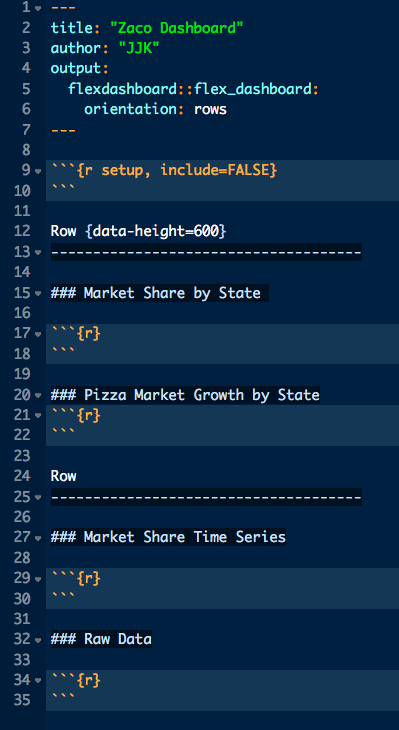 1 ---
2 title: "Zaco Dashboard"
3 author: "JJK"
4 output:
5   flexdashboard::flex_dashboard:
6     orientation: rows
7 ---
8
9 ```{r setup, include=FALSE}
10 ```
11
12 Row {data-height=600}
13 -------------------------------------
14
15 ### Market Share by State
16
17 ```{r}
18 ```
19
20 ### Pizza Market Growth by State
21 ```{r}
22 ```
23
24 Row
25 -------------------------------------
26
27 ### Market Share Time Series
28
29 ```{r}
30 ```
31
32 ### Raw Data
33
34 ```{r}
35 ```